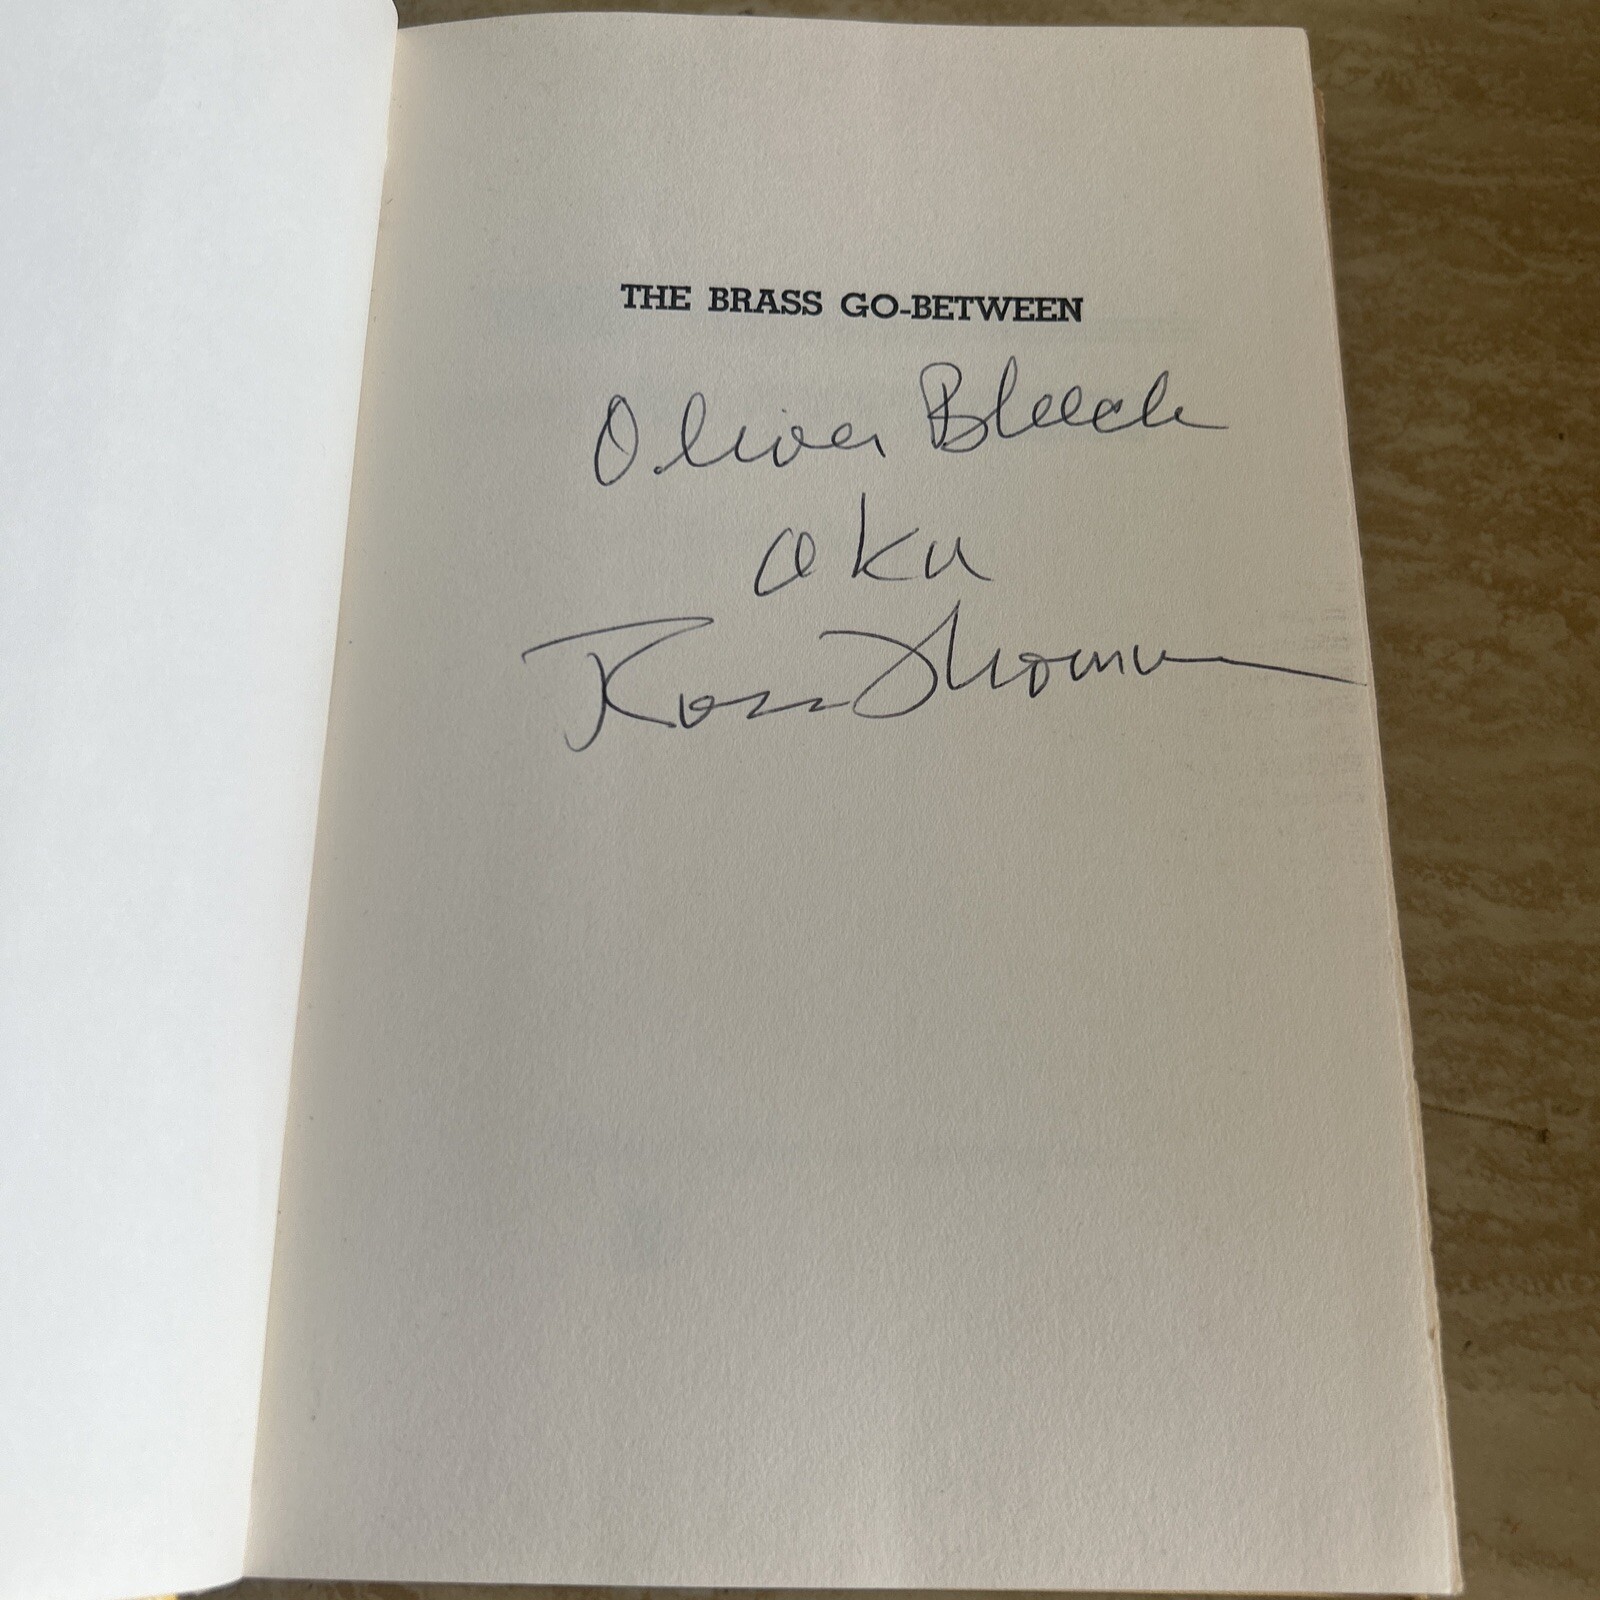 THE BRASS GO-BETWEEN
Oliver Bleeck
aka
Ross Thomas